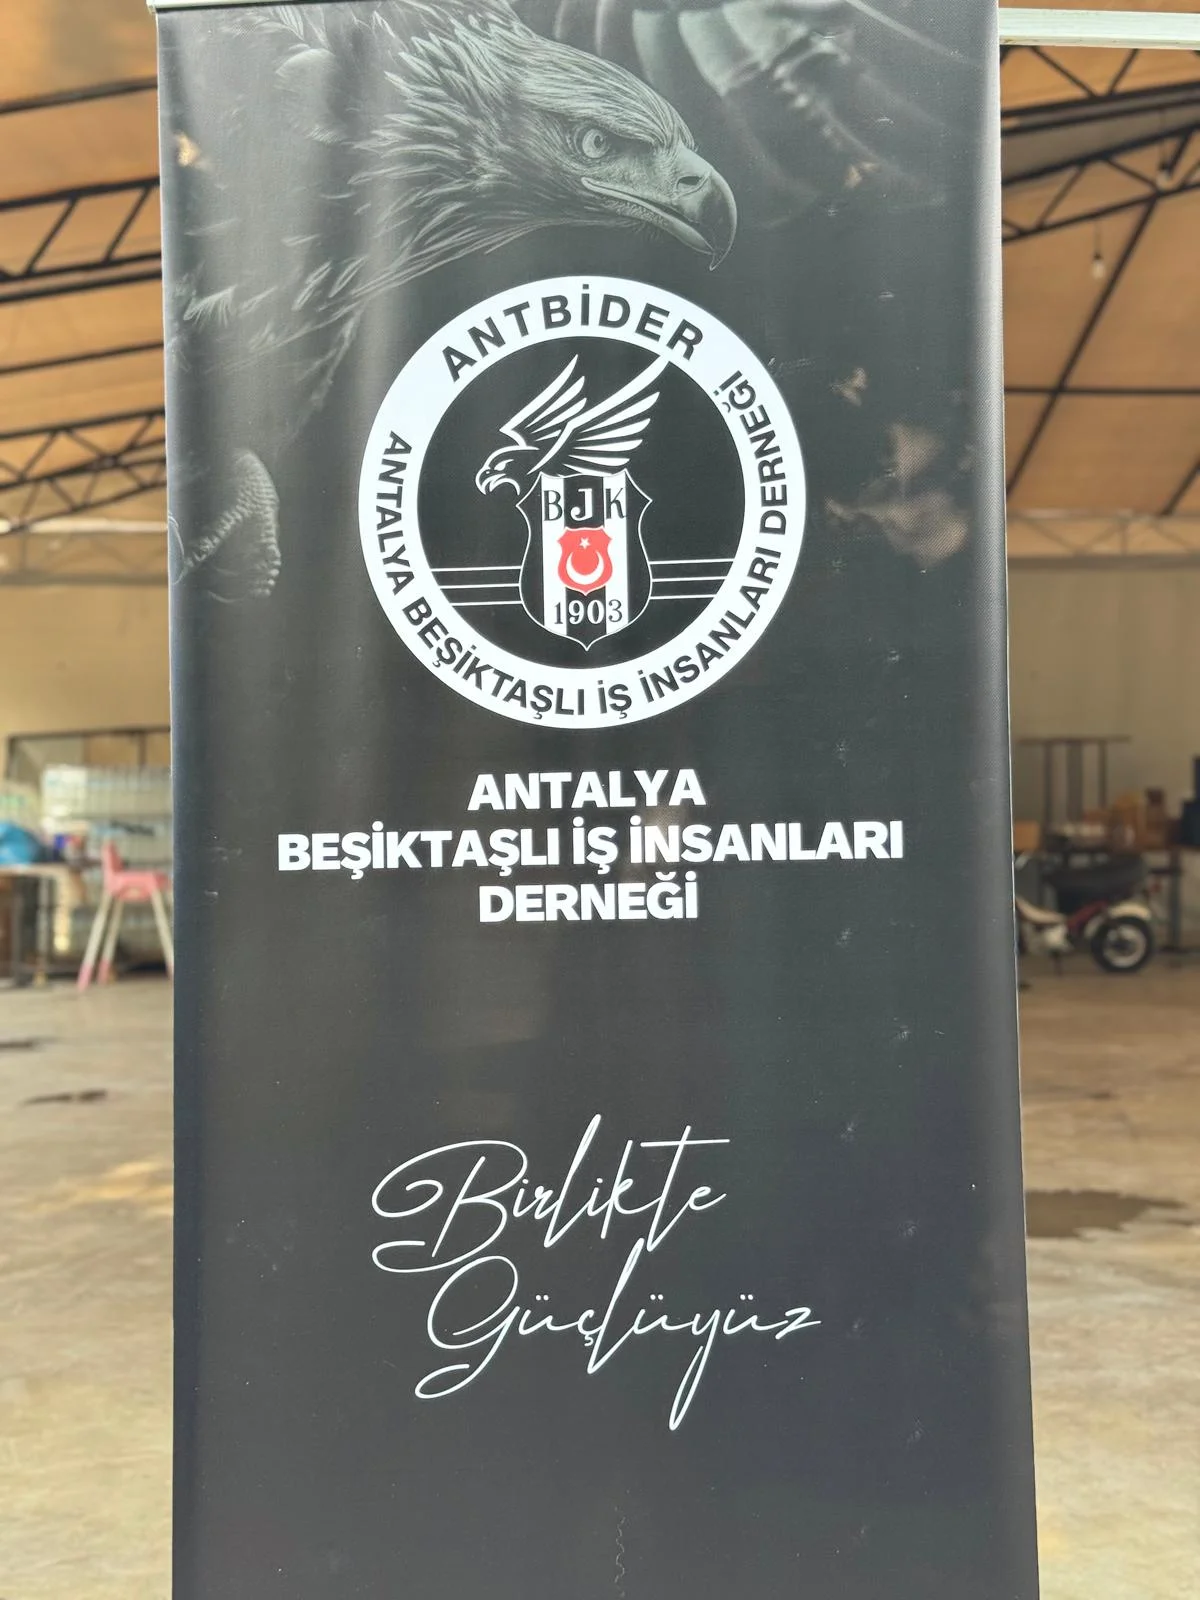 ANTBİDER
ANTALYA BEŞİKTAŞLI İŞ İNSANLARI DERNEĞİ
BJK
1903
ANTALYA
BEŞİKTAŞLI İŞ İNSANLARI
DERNEĞİ
Birlikte
Güçlüyüz